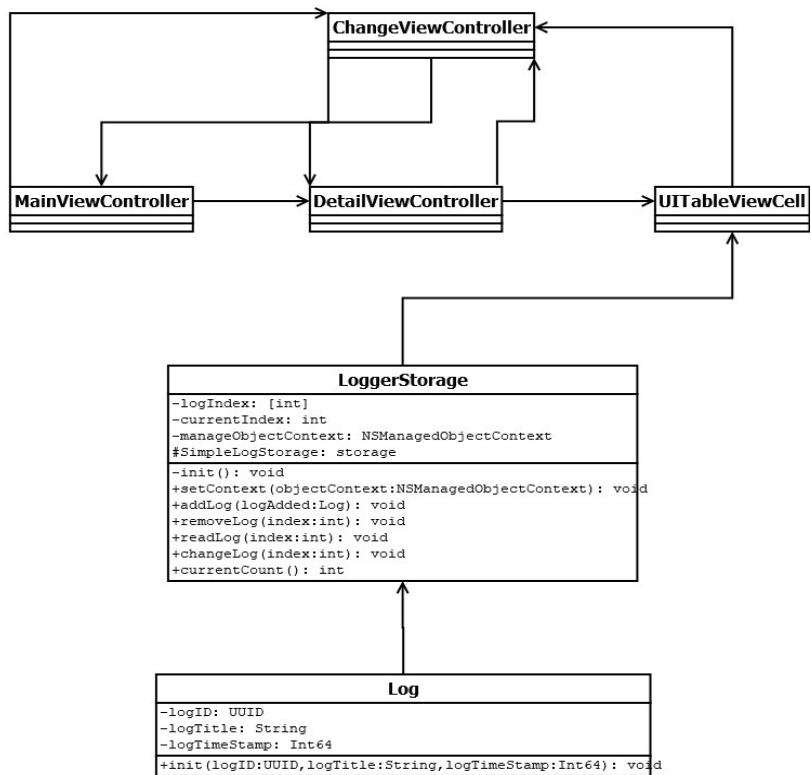 ChangeViewController
MainViewController
DetailViewController
UITableViewCell
LoggerStorage
-logIndex: [int]
-currentIndex: int
-manageObjectContext: NSManagedObjectContext
#SimpleLogStorage: storage
-init(): void
+setContext(objectContext:NSManagedObjectContext): void
+addLog(logAdded:Log): void
+removeLog(index:int): void
+readLog(index:int): void
+changeLog(index:int): void
+currentCount(): int
Log
-logID: UUID
-logTitle: String
-logTimeStamp: Int64
+init(logID:UUID,logTitle:String,logTimeStamp:Int64): void